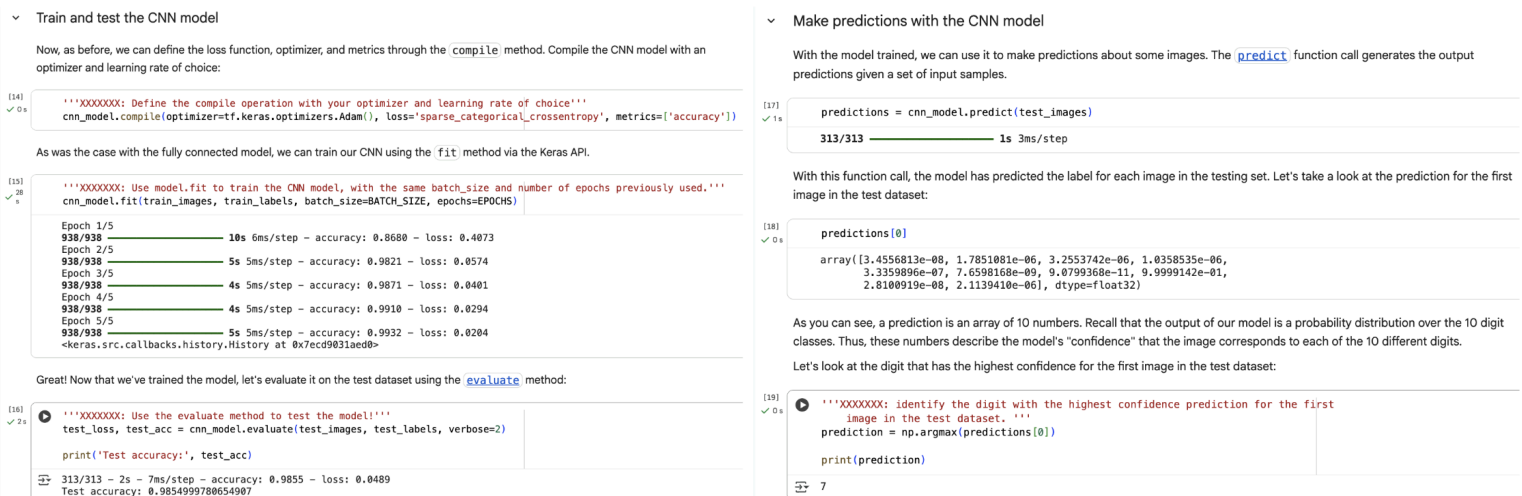 Train and test the CNN model
Now, as before, we can define the loss function, optimizer, and metrics through the compile method. Compile the CNN model with an
optimizer and learning rate of choice:
[14]
0 s
'''XXXXXXX: Define the compile operation with your optimizer and learning rate of choice'''
cnn_model.compile(optimizer=tf.keras.optimizers.Adam(), loss='sparse_categorical_crossentropy', metrics=['accuracy'])
As was the case with the fully connected model, we can train our CNN using the fit method via the Keras API.
[15]
28
s
'''XXXXXXX: Use model.fit to train the CNN model, with the same batch_size and number of epochs previously used.'''
cnn_model.fit(train_images, train_labels, batch_size=BATCH_SIZE, epochs=EPOCHS)
Epoch 1/5
938/938 10s 6ms/step - accuracy: 0.8680 - loss: 0.4073
Epoch 2/5
938/938 5s 5ms/step - accuracy: 0.9821 - loss: 0.0574
Epoch 3/5
938/938 4s 5ms/step - accuracy: 0.9871 - loss: 0.0401
Epoch 4/5
938/938 4s 5ms/step - accuracy: 0.9910 - loss: 0.0294
Epoch 5/5
938/938 5s 5ms/step - accuracy: 0.9932 - loss: 0.0204
<keras.src.callbacks.history.History at 0x7ecd9031aed0>
Great! Now that we've trained the model, let's evaluate it on the test dataset using the evaluate method:
[16]
2 s
'''XXXXXXX: Use the evaluate method to test the model!'''
test_loss, test_acc = cnn_model.evaluate(test_images, test_labels, verbose=2)
print('Test accuracy:', test_acc)
313/313 - 2s - 7ms/step - accuracy: 0.9855 - loss: 0.0489
Test accuracy: 0.9854999780654907
Make predictions with the CNN model
With the model trained, we can use it to make predictions about some images. The predict function call generates the output
predictions given a set of input samples.
[17]
1 s
predictions = cnn_model.predict(test_images)
313/313 1s 3ms/step
With this function call, the model has predicted the label for each image in the testing set. Let's take a look at the prediction for the first
image in the test dataset:
[18]
0 s
predictions[0]
array([3.4556813e-08, 1.7851081e-06, 3.2553742e-06, 1.0358535e-06,
3.3359896e-07, 7.6598168e-09, 9.0799368e-11, 9.9999142e-01,
2.8100919e-08, 2.1139410e-06], dtype=float32)
As you can see, a prediction is an array of 10 numbers. Recall that the output of our model is a probability distribution over the 10 digit
classes. Thus, these numbers describe the model's "confidence" that the image corresponds to each of the 10 different digits.
Let's look at the digit that has the highest confidence for the first image in the test dataset:
[19]
0 s
'''XXXXXXX: identify the digit with the highest confidence prediction for the first
image in the test dataset. '''
prediction = np.argmax(predictions[0])
print(prediction)
7